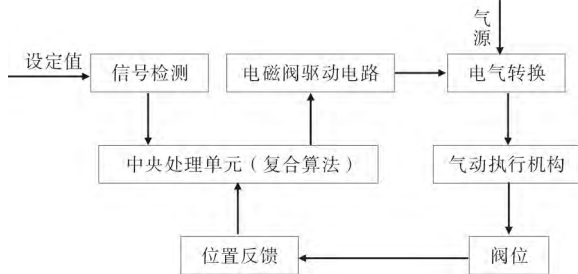 气源
设定值
信号检测
电磁阀驱动电路
电气转换
中央处理单元（复合算法）
气动执行机构
位置反馈
阀位